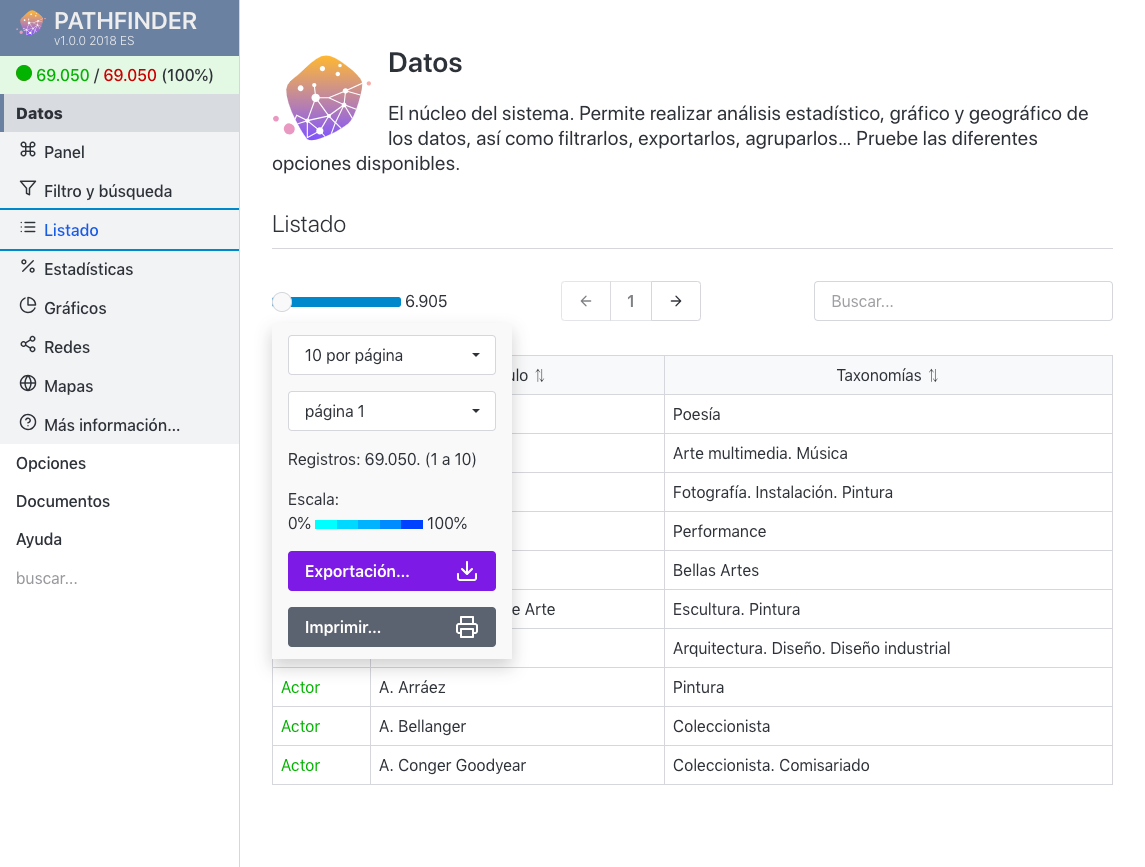 PATHFINDER
v1.0.0 2018 ES
69.050 / 69.050 (100%)
Datos
Panel
Filtro y búsqueda
Listado
Estadísticas
Gráficos
Redes
Mapas
Más información...
Opciones
Documentos
Ayuda
buscar...
Datos
El núcleo del sistema. Permite realizar análisis estadístico, gráfico y geográfico de
los datos, así como filtrarlos, exportarlos, agruparlos… Pruebe las diferentes
opciones disponibles.
Listado
6.905
1
Buscar...
10 por página
página 1
Registros: 69.050. (1 a 10)
Escala:
0% 100%
Exportación...
Imprimir...
Taxonomías
Poesía
Arte multimedia. Música
Fotografía. Instalación. Pintura
Performance
Bellas Artes
Arte Escultura. Pintura
Arquitectura. Diseño. Diseño industrial
Actor A. Arráez Pintura
Actor A. Bellanger Coleccionista
Actor A. Conger Goodyear Coleccionista. Comisariado